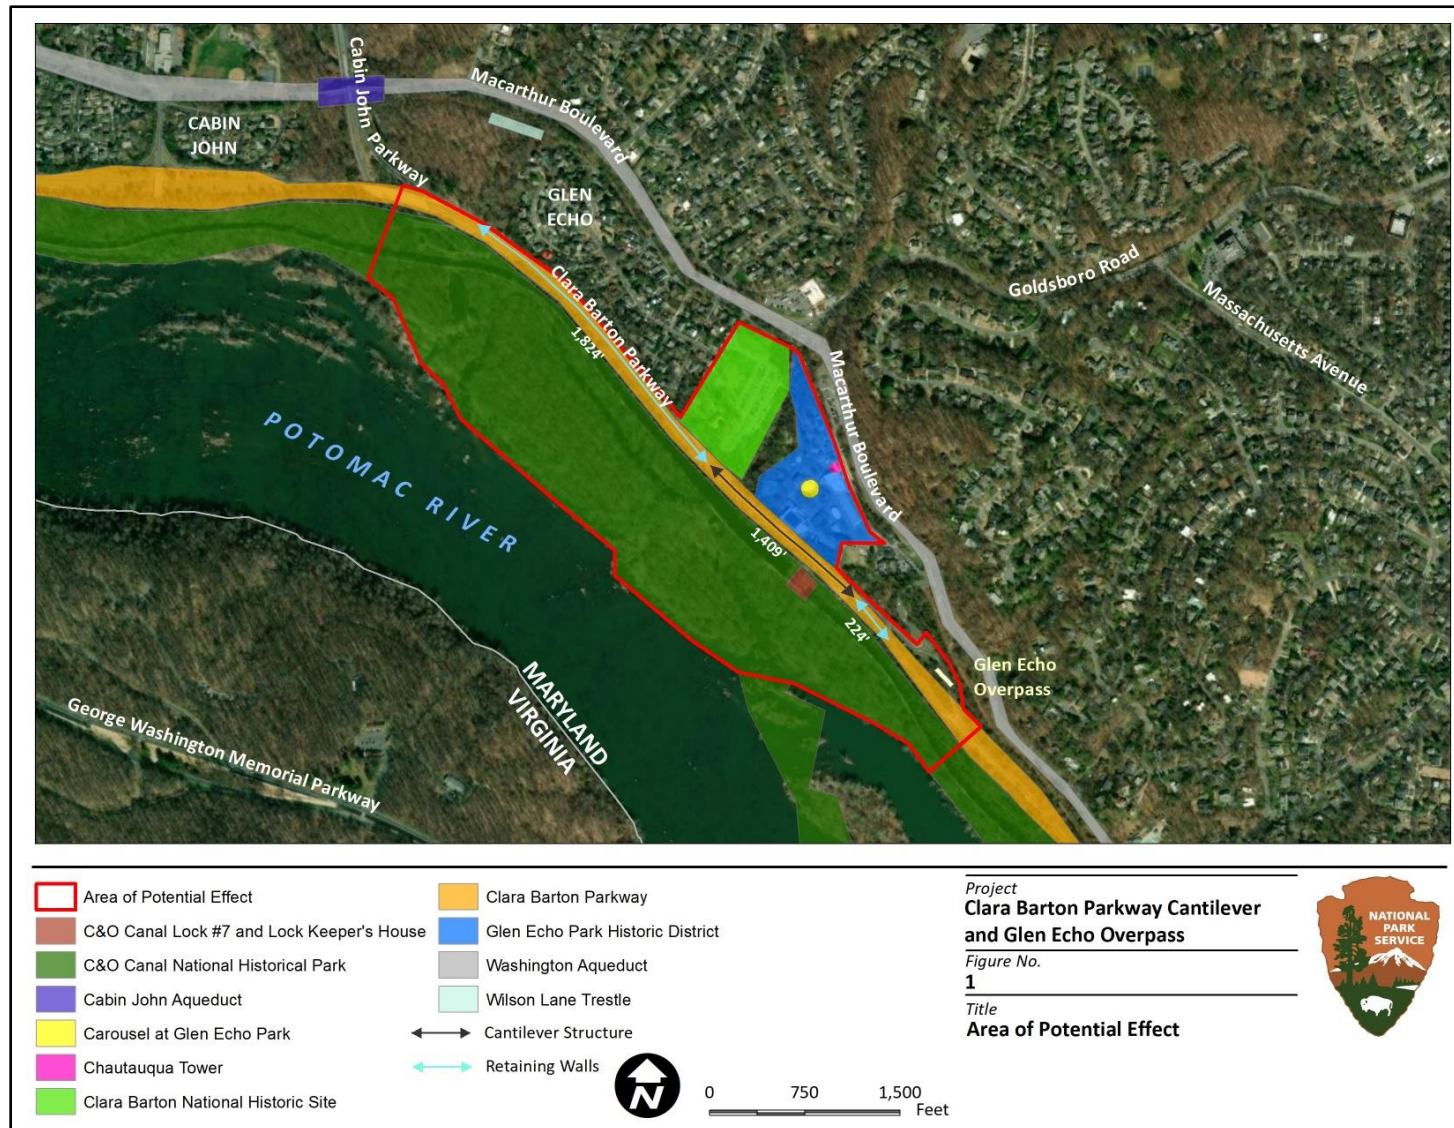 Cabin John Parkway
Macarthur Boulevard
CABIN
JOHN
GLEN
ECHO
Clara Barton Parkway
1,824'
Goldsboro Road
Massachusetts Avenue
Macarthur Boulevard
POTOMAC RIVER
1,409'
224'
Glen Echo
Overpass
MARYLAND
VIRGINIA
George Washington Memorial Parkway
Area of Potential Effect
C&O Canal Lock #7 and Lock Keeper's House
C&O Canal National Historical Park
Cabin John Aqueduct
Carousel at Glen Echo Park
Chautauqua Tower
Clara Barton National Historic Site
Clara Barton Parkway
Glen Echo Park Historic District
Washington Aqueduct
Wilson Lane Trestle
Cantilever Structure
Retaining Walls
N
0 750 1,500
Feet
Project
Clara Barton Parkway Cantilever
and Glen Echo Overpass
Figure No.
1
Title
Area of Potential Effect
NATIONAL
PARK
SERVICE